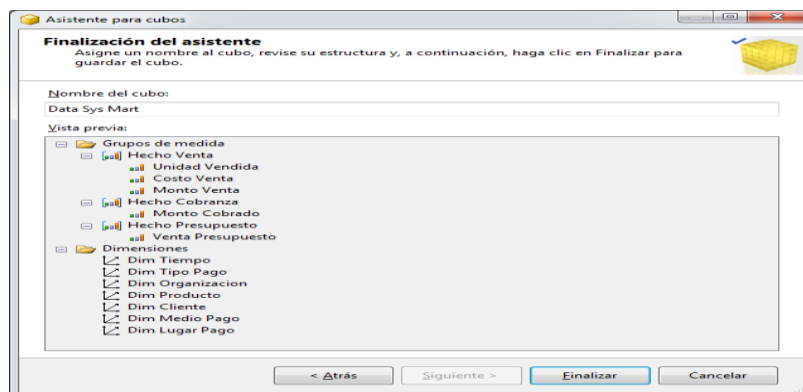 Asistente para cubos
Finalización del asistente
Asigne un nombre al cubo, revise su estructura y, a continuación, haga clic en Finalizar para
guardar el cubo.
Nombre del cubo:
Data Sys Mart
Vista previa:
Grupos de medida
Hecho Venta
Unidad Vendida
Costo Venta
Monto Venta
Hecho Cobranza
Monto Cobrado
Hecho Presupuesto
Venta Presupuesto
Dimensiones
Dim Tiempo
Dim Tipo Pago
Dim Organizacion
Dim Producto
Dim Cliente
Dim Medio Pago
Dim Lugar Pago
< Atrás Siguiente > Finalizar Cancelar